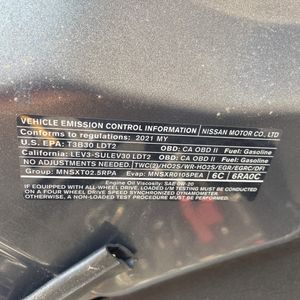 VEHICLE EMISSION CONTROL INFORMATION NISSAN MOTOR CO., LTD
Conforms to regulations: 2021 MY
U.S. EPA: T3B30 LDT2 OBD: CA OBD II Fuel: Gasoline
California: LEV3-SULEV30 LDT2 OBD: CA OBD II Fuel: Gasoline
NO ADJUSTMENTS NEEDED. TWC(2)/HO2S/WR-HO2S/EGR/EGRC/DFI
Group: MNSXT02.5RPA Evap: MNSXR0105PEA 6C 6RA0C
Engine Oil Viscosity: SAE 0W-20
IF EQUIPPED WITH ALL-WHEEL DRIVE, LOADED I/M TESTING MUST BE CONDUCTED
ON A FOUR WHEEL DRIVE SPEED SYNCHRONIZED DYNAMOMETER.
OTHERWISE, A NON-LOADED TEST PROCEDURE MUST BE USED.